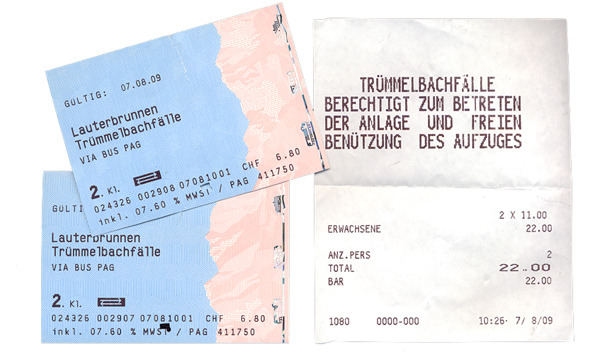 GÜLTIG: 07.08.09
Lauterbrunnen
Trümmelbachfälle
VIA BUS PAG
2. Kl.
024326 002908 07081001 CHF 6.80
inkl. 07.60 % MWST / PAG 411750
GÜLTI
Lauterbrunnen
Trümmelbachfälle
VIA BUS PAG
2. Kl.
024326 002907 07081001 CHF 6.80
inkl. 07.60 % MWST / PAG 411750
TRÜMMELBACHFÄLLE
BERECHTIGT ZUM BETRETEN
DER ANLAGE UND FREIEN
BENÜTZUNG DES AUFZUGES
2 X 11.00
ERWACHSENE 22.00
ANZ.PERS 2
TOTAL 22.00
BAR 22.00
1080 0000-000 10:26· 7/ 8/09